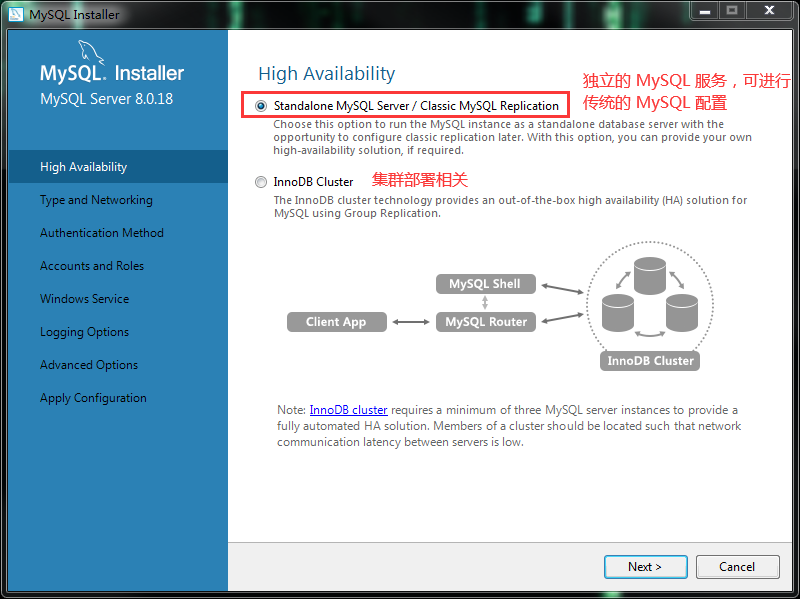 MySQL Installer
MySQL. Installer
MySQL Server 8.0.18
High Availability
Type and Networking
Authentication Method
Accounts and Roles
Windows Service
Logging Options
Advanced Options
Apply Configuration
High Availability
独立的 MySQL 服务，可进行
传统的 MySQL 配置
Standalone MySQL Server / Classic MySQL Replication
Choose this option to run the MySQL instance as a standalone database server with the
opportunity to configure classic replication later. With this option, you can provide your own
high-availability solution, if required.
InnoDB Cluster
集群部署相关
The InnoDB cluster technology provides an out-of-the-box high availability (HA) solution for
MySQL using Group Replication.
MySQL Shell
Client App
MySQL Router
InnoDB Cluster
Note: InnoDB cluster requires a minimum of three MySQL server instances to provide a
fully automated HA solution. Members of a cluster should be located such that network
communication latency between servers is low.
Next >
Cancel